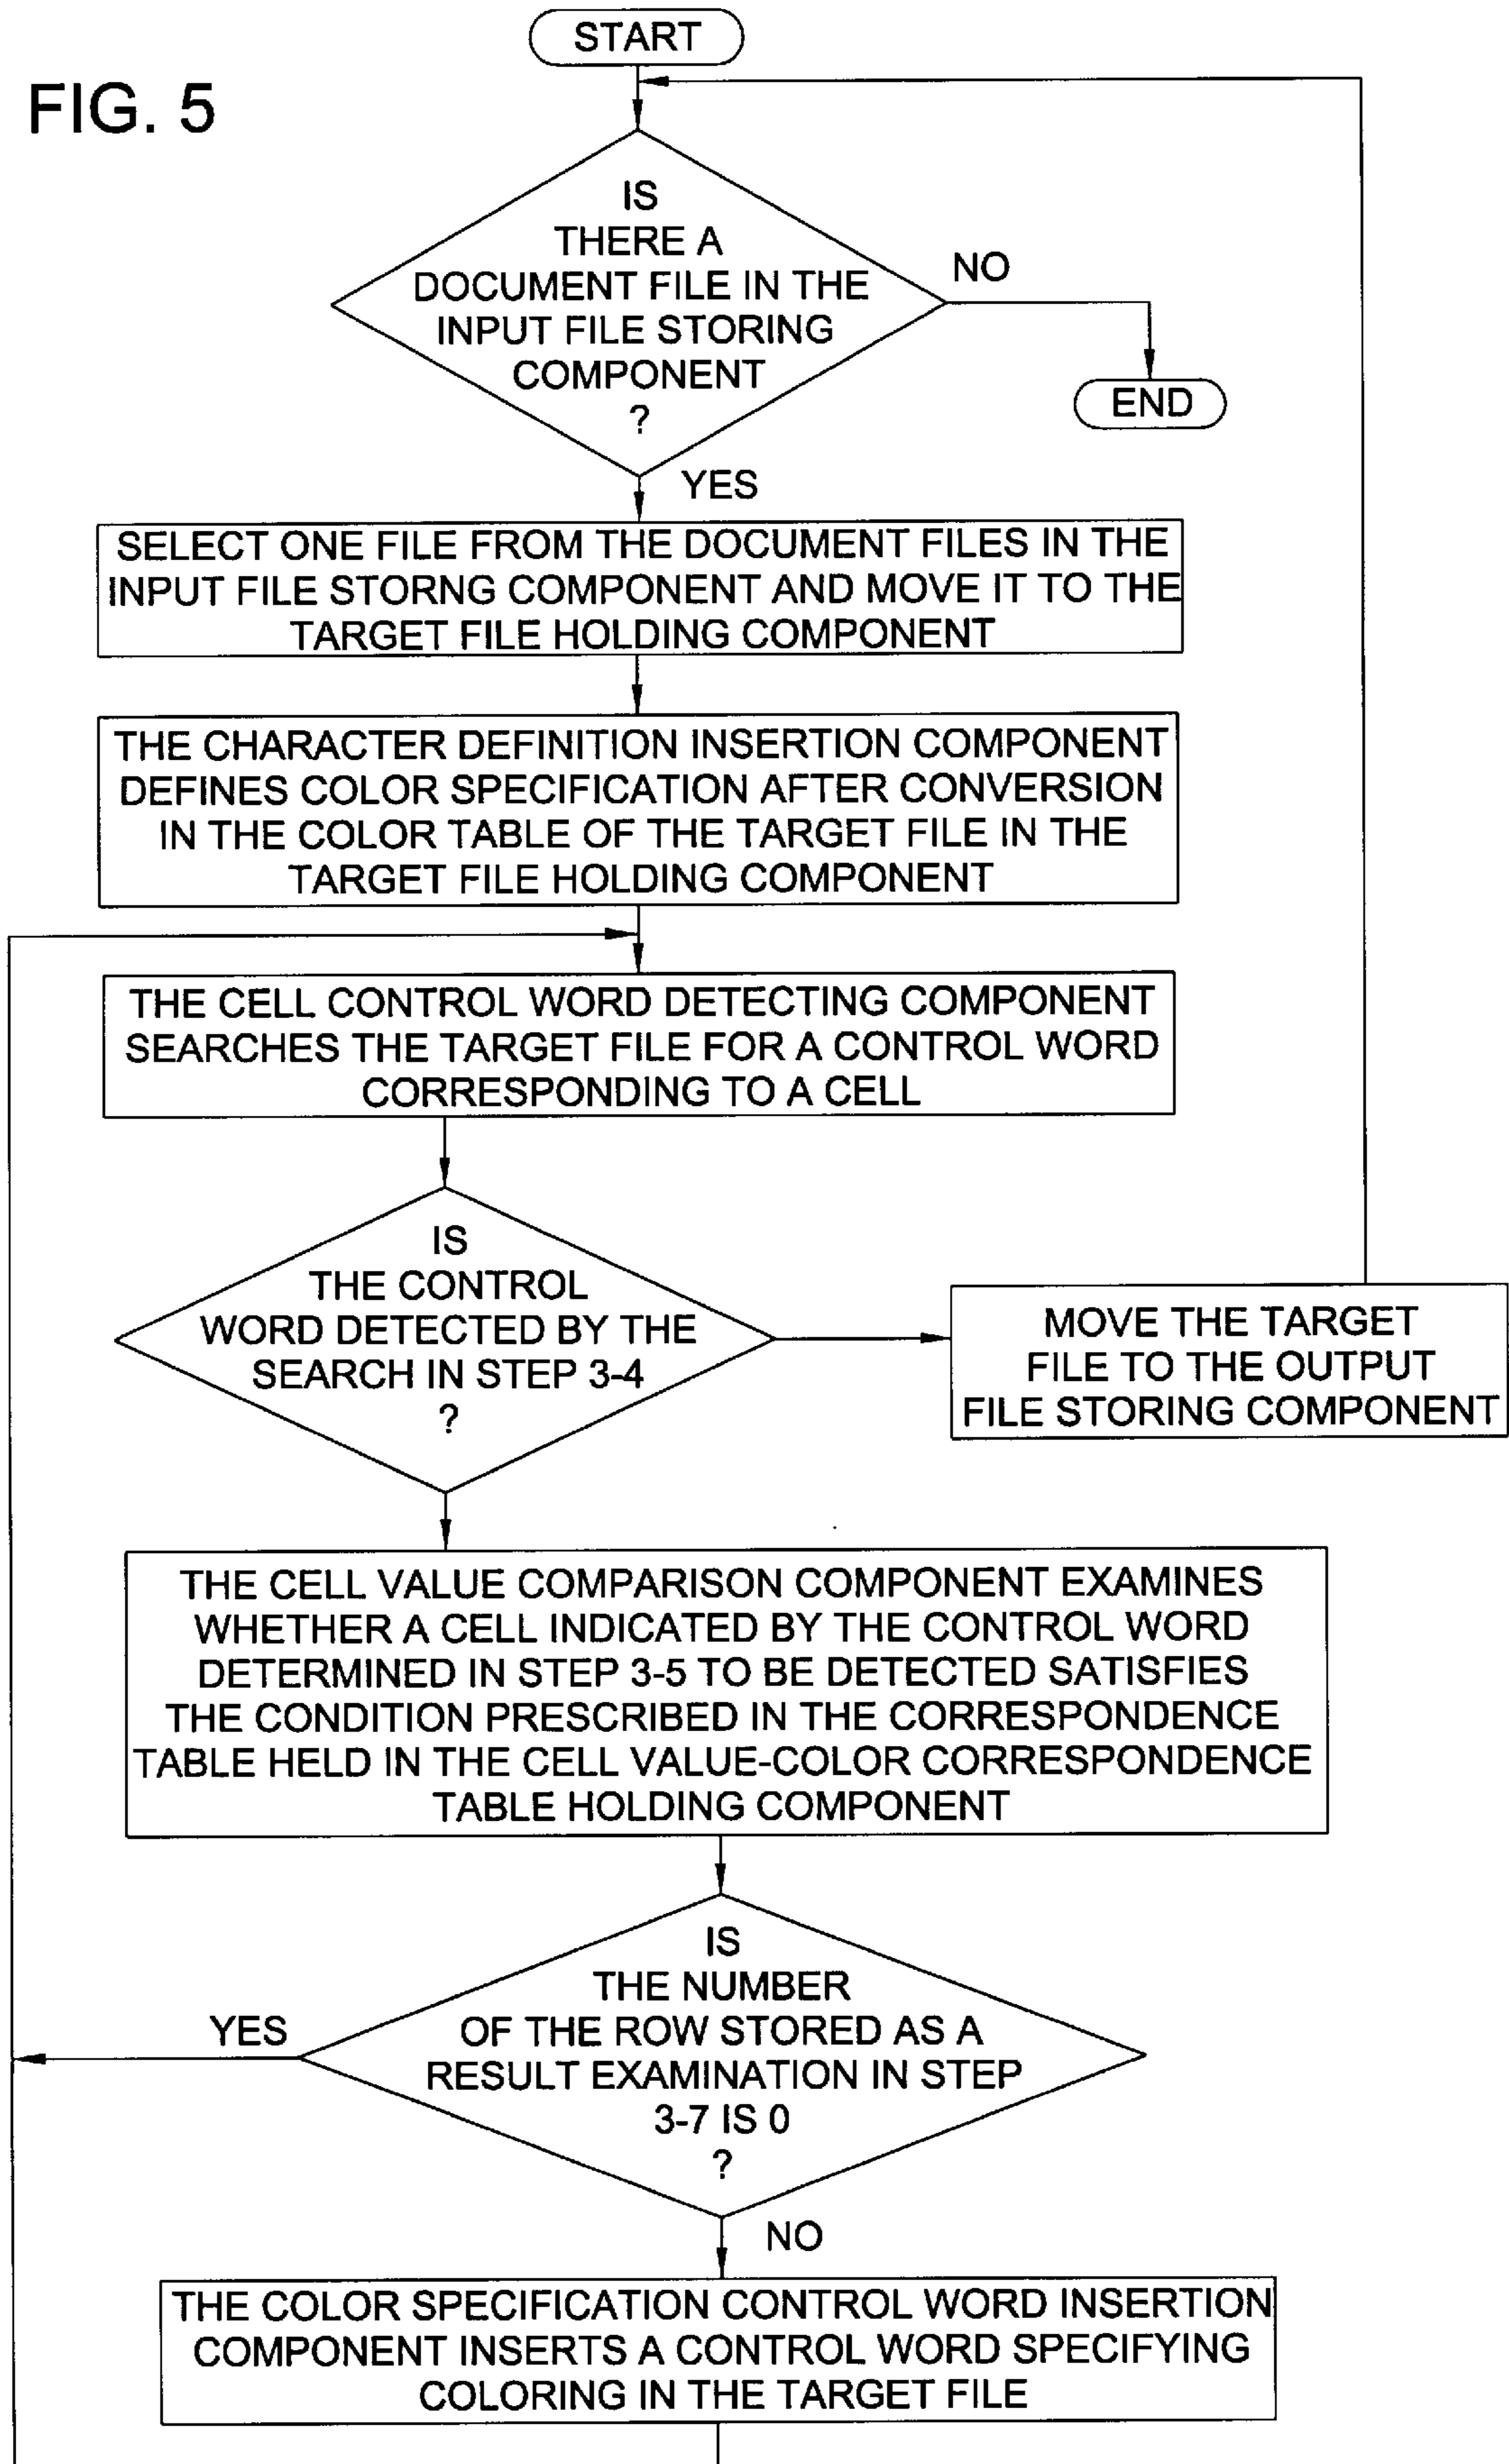 START
FIG. 5
IS
THERE A
DOCUMENT FILE IN THE
INPUT FILE STORING
COMPONENT
?
NO
END
YES
SELECT ONE FILE FROM THE DOCUMENT FILES IN THE
INPUT FILE STORNG COMPONENT AND MOVE IT TO THE
TARGET FILE HOLDING COMPONENT
THE CHARACTER DEFINITION INSERTION COMPONENT
DEFINES COLOR SPECIFICATION AFTER CONVERSION
IN THE COLOR TABLE OF THE TARGET FILE IN THE
TARGET FILE HOLDING COMPONENT
THE CELL CONTROL WORD DETECTING COMPONENT
SEARCHES THE TARGET FILE FOR A CONTROL WORD
CORRESPONDING TO A CELL
IS
THE CONTROL
WORD DETECTED BY THE
SEARCH IN STEP 3-4
?
MOVE THE TARGET
FILE TO THE OUTPUT
FILE STORING COMPONENT
THE CELL VALUE COMPARISON COMPONENT EXAMINES
WHETHER A CELL INDICATED BY THE CONTROL WORD
DETERMINED IN STEP 3-5 TO BE DETECTED SATISFIES
THE CONDITION PRESCRIBED IN THE CORRESPONDENCE
TABLE HELD IN THE CELL VALUE-COLOR CORRESPONDENCE
TABLE HOLDING COMPONENT
IS
THE NUMBER
OF THE ROW STORED AS A
RESULT EXAMINATION IN STEP
3-7 IS 0
?
YES
NO
THE COLOR SPECIFICATION CONTROL WORD INSERTION
COMPONENT INSERTS A CONTROL WORD SPECIFYING
COLORING IN THE TARGET FILE